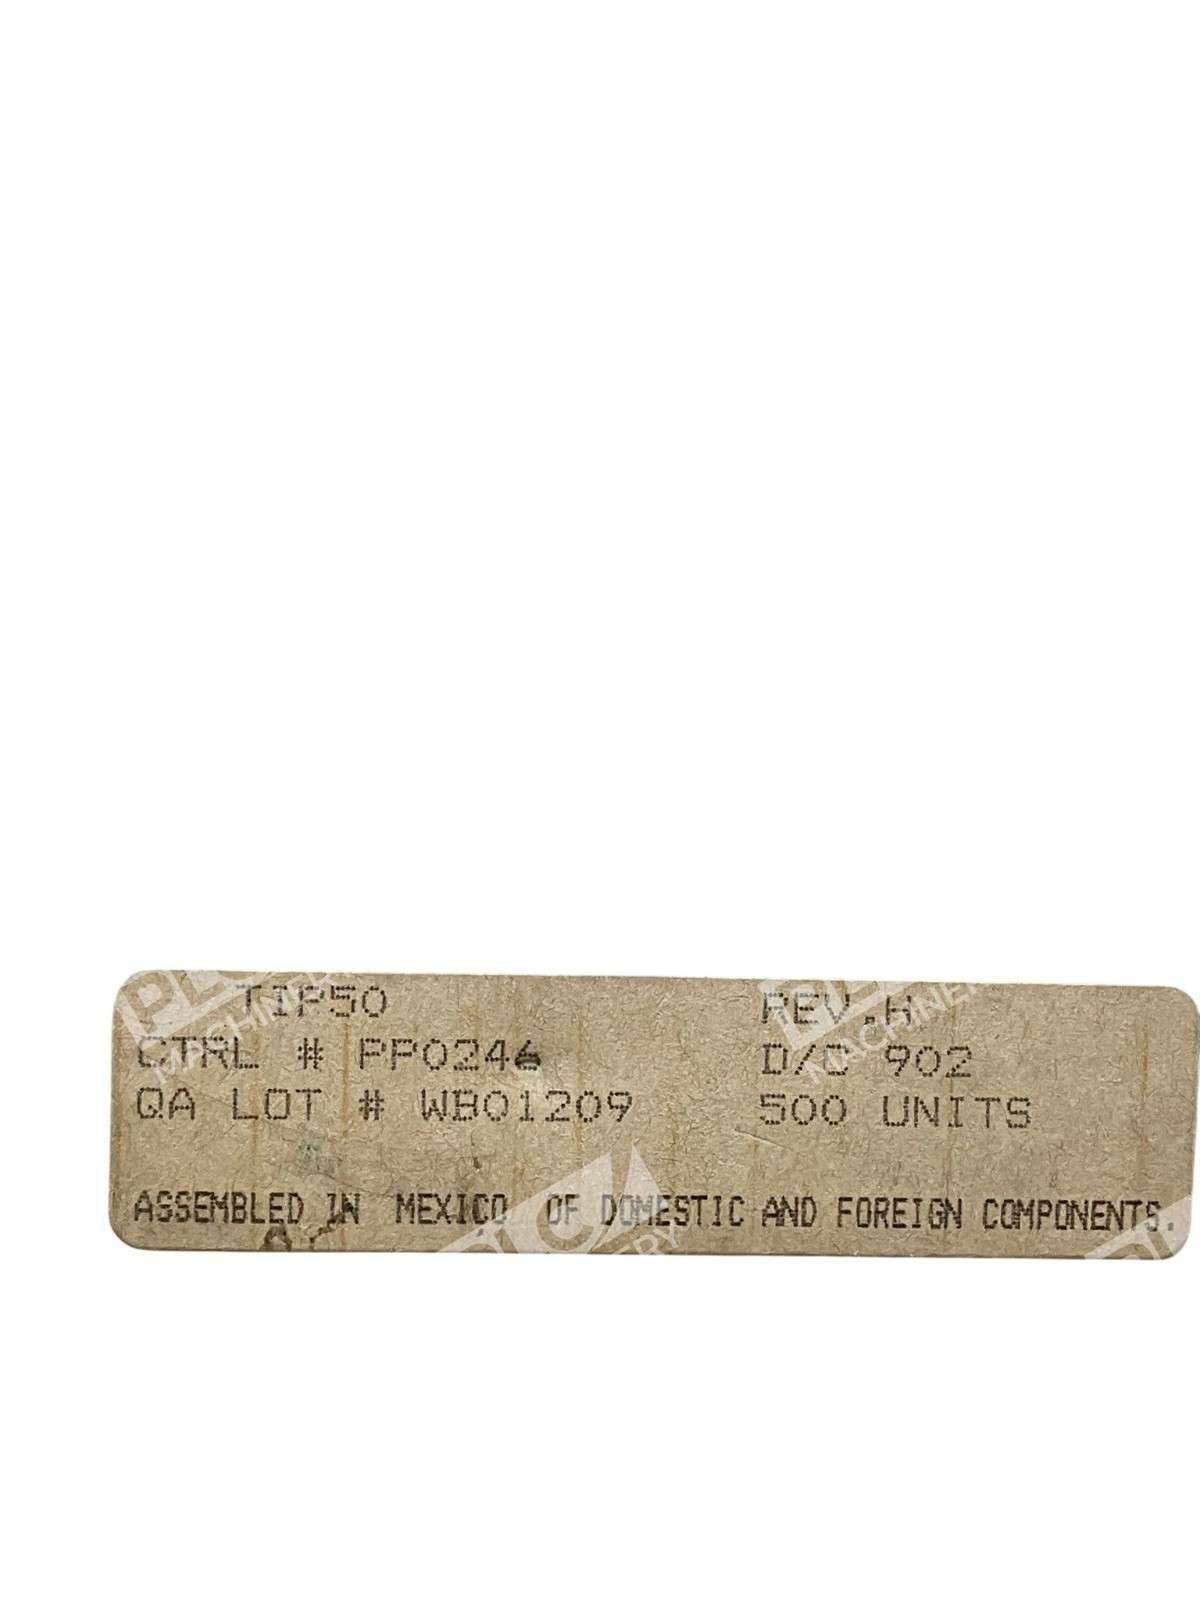 TIP50 REV.H
CTRL # PP0246 D/C 902
QA LOT # WB01209 500 UNITS
ASSEMBLED IN MEXICO OF DOMESTIC AND FOREIGN COMPONENTS.